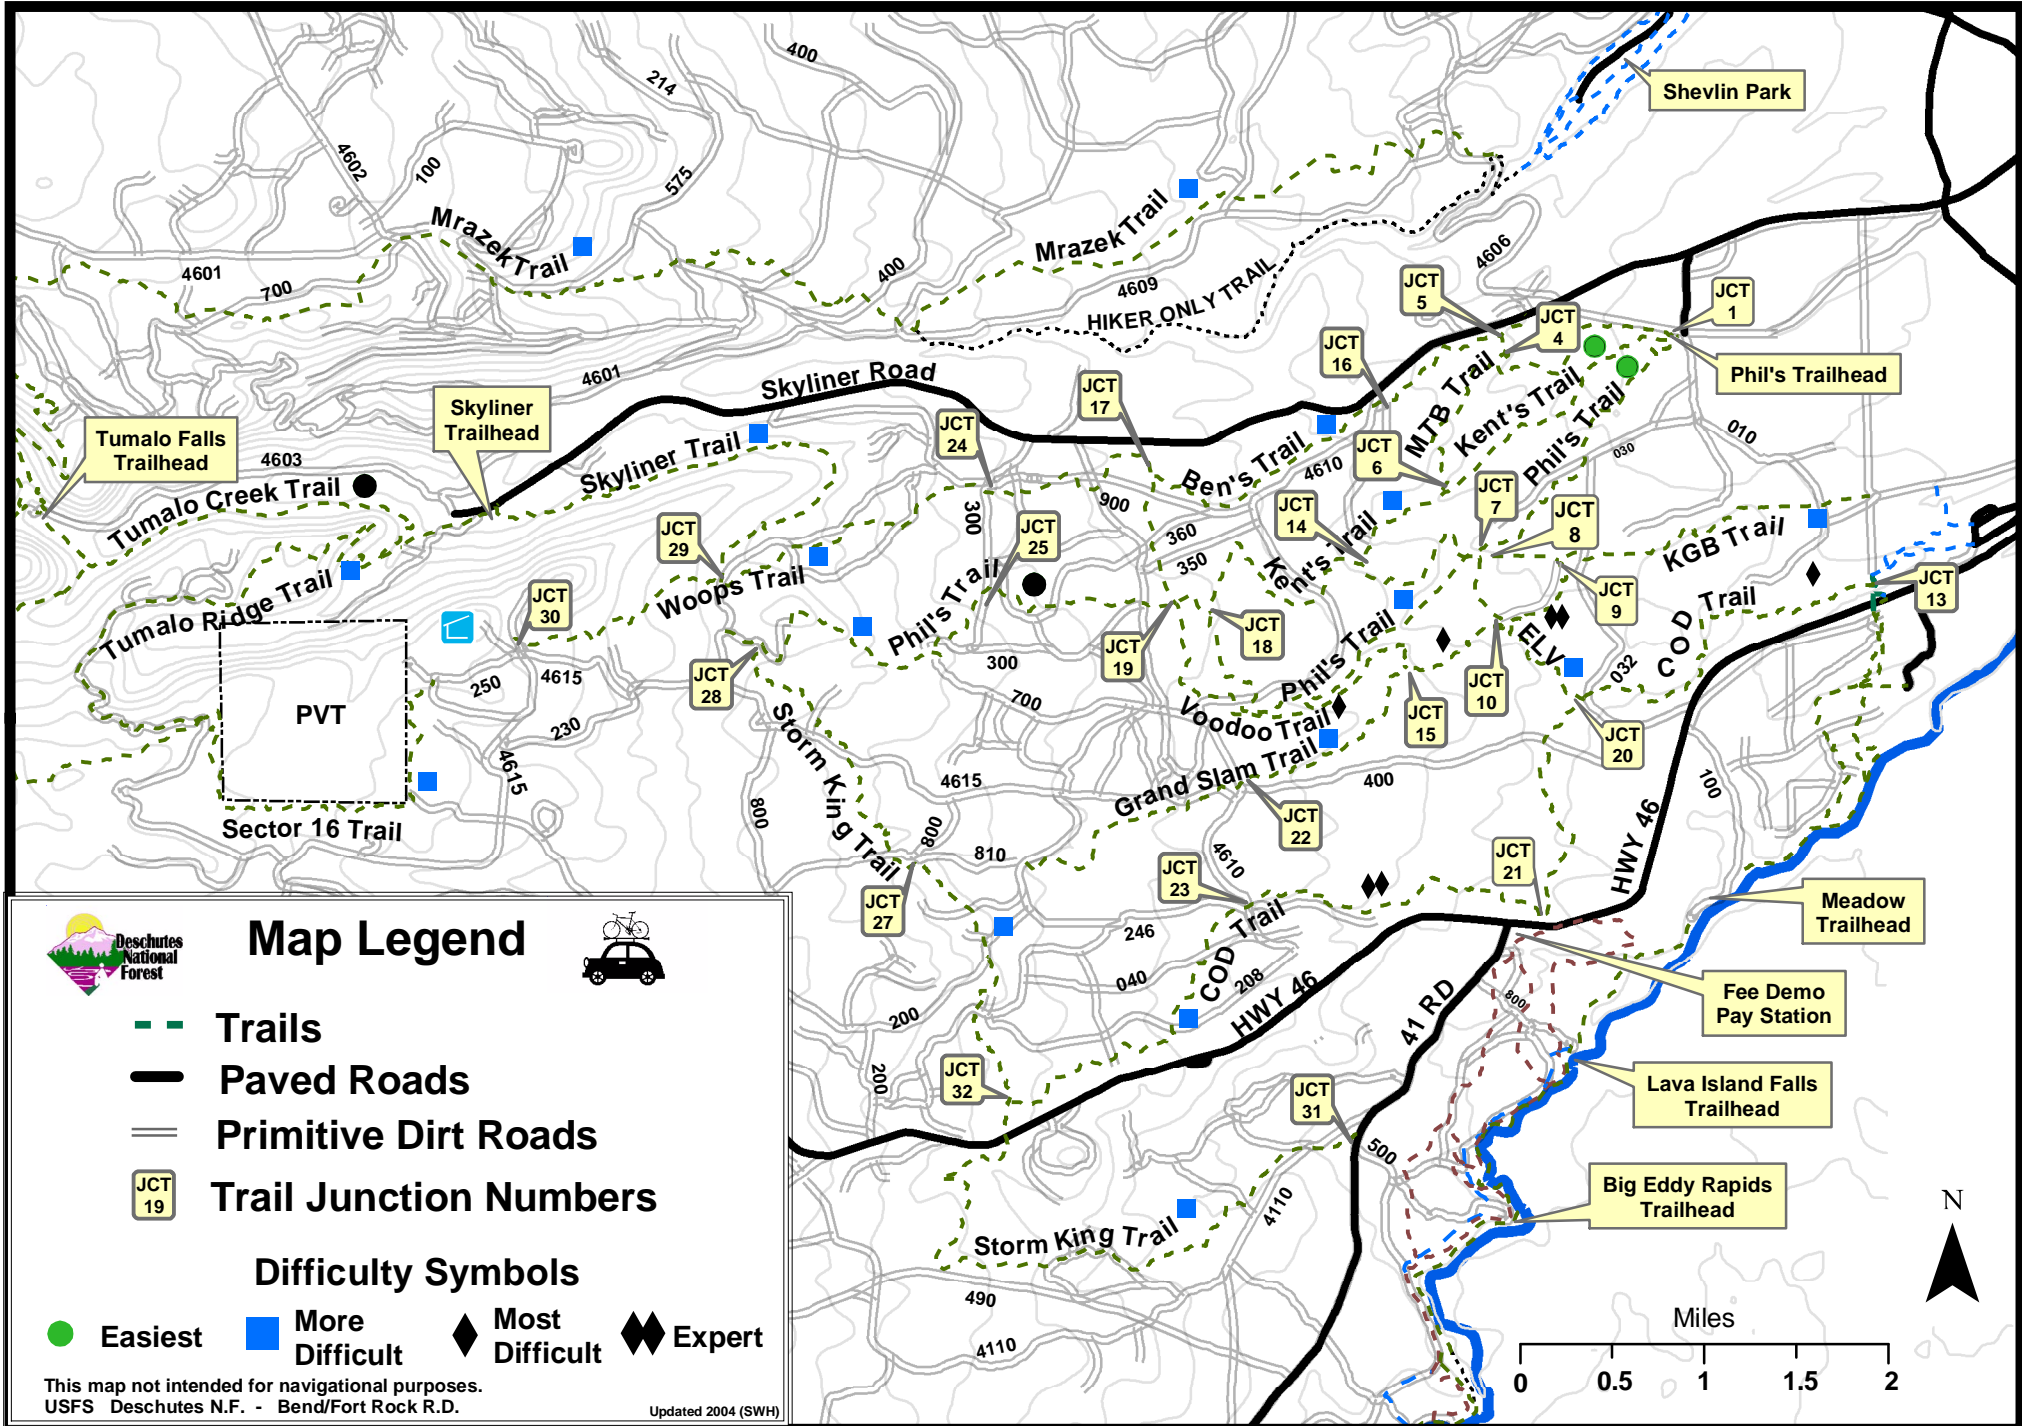 400
214
4602
100
575
Shevlin Park
Mrazek Trail
Mrazek Trail
4601
700
400
4609
HIKER ONLY TRAIL
4606
JCT
5
JCT
4
JCT
1
JCT
16
Phil's Trailhead
4601
Skyliner Road
JCT
17
MTB Trail
Kent's Trail
Phil's Trail
Skyliner
Trailhead
Tumalo Falls
Trailhead
JCT
24
4603
Skyliner Trail
Ben's Trail
4610
JCT
6
030
010
Tumalo Creek Trail
900
300
JCT
7
JCT
8
JCT
14
JCT
29
JCT
25
360
350
Kent's Trail
KGB Trail
Woops Trail
Phil's Trail
JCT
30
JCT
9
JCT
13
COD Trail
Tumalo Ridge Trail
JCT
19
JCT
18
Phil's Trail
ELV
032
300
JCT
28
250
4615
230
PVT
700
Voodoo Trail
JCT
15
JCT
10
JCT
20
4615
Storm King Trail
4615
Grand Slam Trail
400
100
JCT
22
800
800
810
4610
HWY 46
Sector 16 Trail
JCT
27
JCT
23
JCT
21
Meadow
Trailhead
246
COD Trail
040
208
HWY 46
41 RD
800
Fee Demo
Pay Station
200
200
JCT
32
JCT
31
Lava Island Falls
Trailhead
500
4110
Big Eddy Rapids
Trailhead
Storm King Trail
490
4110
N
Miles
0 0.5 1 1.5 2
Deschutes
National
Forest
Map Legend
Trails
Paved Roads
Primitive Dirt Roads
JCT
19
Trail Junction Numbers
Difficulty Symbols
Easiest
More
Difficult
Most
Difficult
Expert
This map not intended for navigational purposes.
USFS Deschutes N.F. - Bend/Fort Rock R.D.
Updated 2004 (SWH)